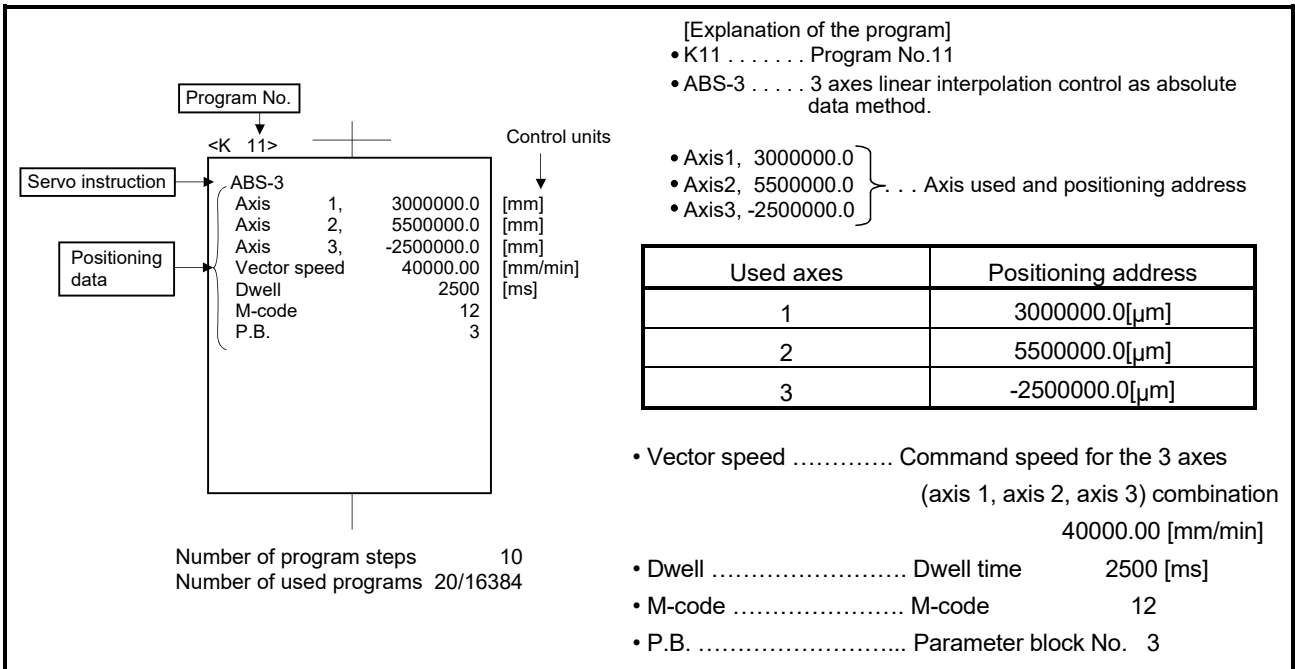 Program No.
<K 11>
Control units
Servo instruction
Positioning
data
ABS-3
Axis 1, 3000000.0 [mm]
Axis 2, 5500000.0 [mm]
Axis 3, -2500000.0 [mm]
Vector speed 40000.00 [mm/min]
Dwell 2500 [ms]
M-code 12
P.B. 3
Number of program steps 10
Number of used programs 20/16384
[Explanation of the program]
• K11 . . . . . . . Program No.11
• ABS-3 . . . . . 3 axes linear interpolation control as absolute
data method.
• Axis1, 3000000.0
• Axis2, 5500000.0 . . . Axis used and positioning address
• Axis3, -2500000.0
Used axes Positioning address
1 3000000.0[µm]
2 5500000.0[µm]
3 -2500000.0[µm]
• Vector speed …………. Command speed for the 3 axes
(axis 1, axis 2, axis 3) combination
40000.00 [mm/min]
• Dwell ……………………. Dwell time 2500 [ms]
• M-code …………………. M-code 12
• P.B. ……………………... Parameter block No. 3